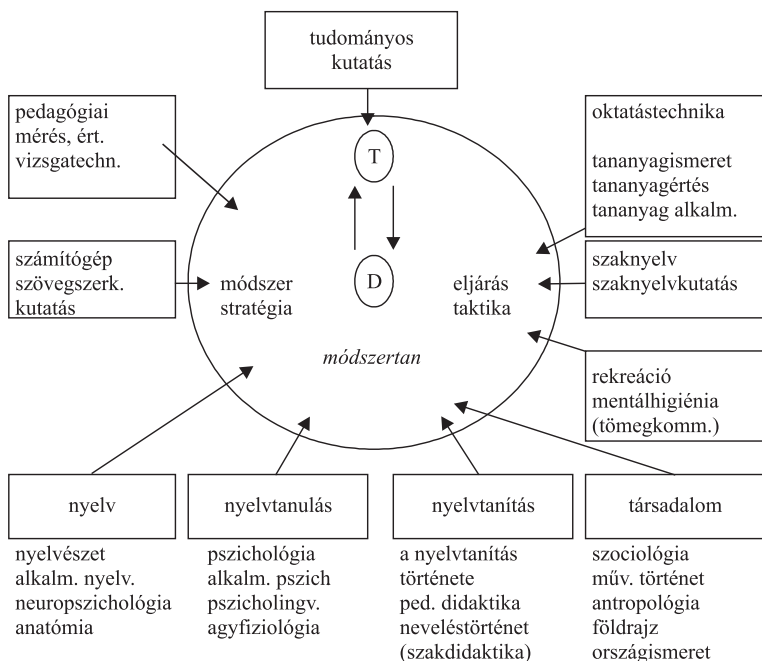 tudományos
kutatás
pedagógiai
mérés, ért.
vizsgatechn.
oktatástechnika
tananyagismeret
tananyagértés
tananyag alkalm.
T
D
számítógép
szövegszerk.
kutatás
módszer
stratégia
eljárás
taktika
szaknyelv
szaknyelvkutatás
módszertan
rekreáció
mentálhigiénia
(tömegkomm.)
nyelv
nyelvészet
alkalm. nyelv.
neuropszichológia
anatómia
nyelvtanulás
pszichológia
alkalm. pszich
pszicholingv.
agyfiziológia
nyelvtanítás
a nyelvtanítás
története
ped. didaktika
neveléstörténet
(szakdidaktika)
társadalom
szociológia
műv. történet
antropológia
földrajz
országismeret